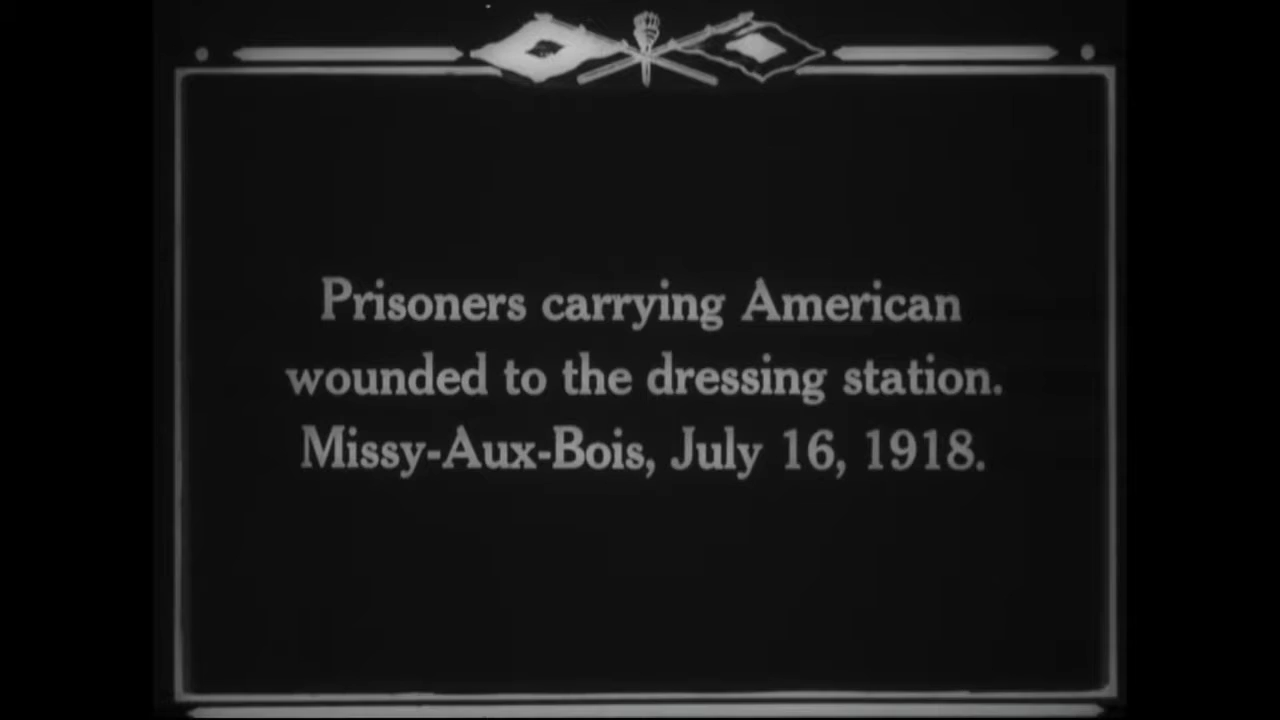 Prisoners carrying American
wounded to the dressing station.
Missy-Aux-Bois, July 16, 1918.